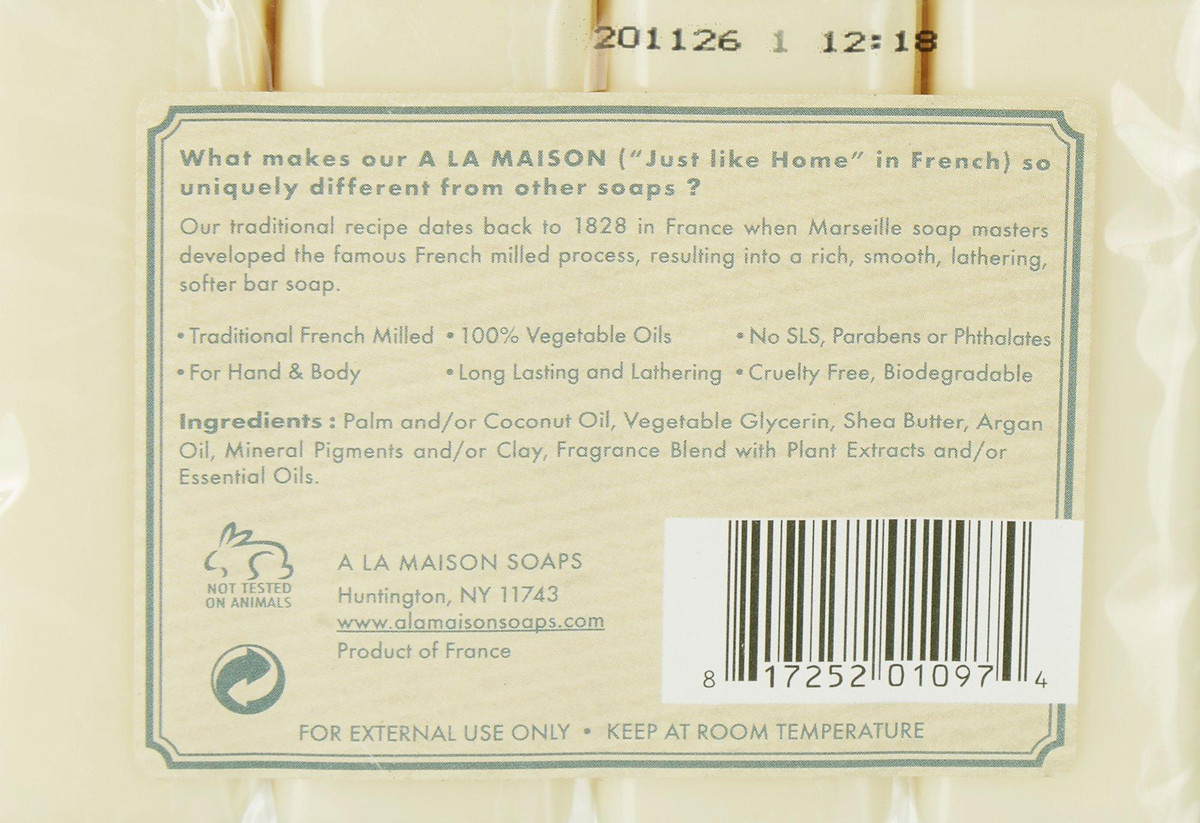 201126 1 12:18
What makes our A LA MAISON (“Just like Home” in French) so
uniquely different from other soaps ?
Our traditional recipe dates back to 1828 in France when Marseille soap masters
developed the famous French milled process, resulting into a rich, smooth, lathering,
softer bar soap.
• Traditional French Milled • 100% Vegetable Oils • No SLS, Parabens or Phthalates
• For Hand & Body • Long Lasting and Lathering • Cruelty Free, Biodegradable
Ingredients : Palm and/or Coconut Oil, Vegetable Glycerin, Shea Butter, Argan
Oil, Mineral Pigments and/or Clay, Fragrance Blend with Plant Extracts and/or
Essential Oils.
NOT TESTED
ON ANIMALS
A LA MAISON SOAPS
Huntington, NY 11743
www.alamaisonsoaps.com
Product of France
8 17252 01097 4
FOR EXTERNAL USE ONLY • KEEP AT ROOM TEMPERATURE